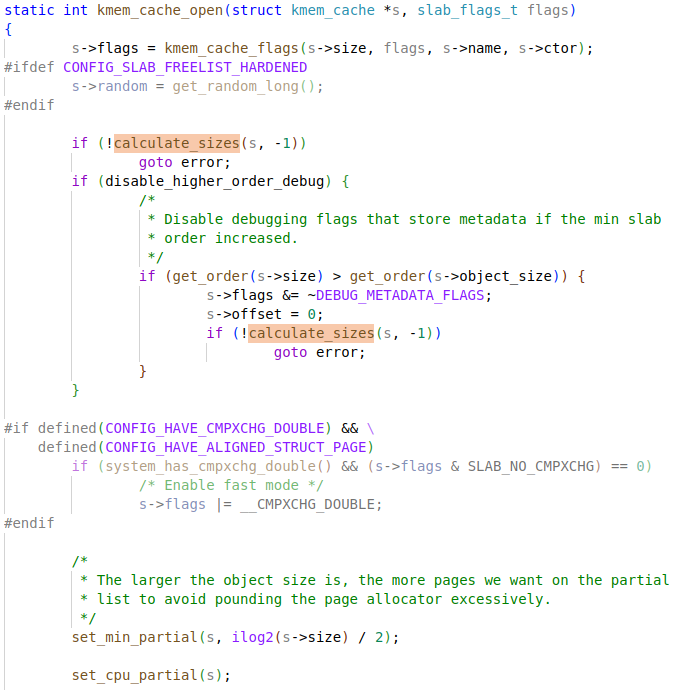 static int kmem_cache_open(struct kmem_cache *s, slab_flags_t flags)
{
        s->flags = kmem_cache_flags(s->size, flags, s->name, s->ctor);
#ifdef CONFIG_SLAB_FREELIST_HARDENED
        s->random = get_random_long();
#endif

        if (!calculate_sizes(s, -1))
                goto error;
        if (disable_higher_order_debug) {
                /*
                 * Disable debugging flags that store metadata if the min slab
                 * order increased.
                 */
                if (get_order(s->size) > get_order(s->object_size)) {
                        s->flags &= ~DEBUG_METADATA_FLAGS;
                        s->offset = 0;
                        if (!calculate_sizes(s, -1))
                                goto error;
                }
        }

#if defined(CONFIG_HAVE_CMPXCHG_DOUBLE) && \
    defined(CONFIG_HAVE_ALIGNED_STRUCT_PAGE)
        if (system_has_cmpxchg_double() && (s->flags & SLAB_NO_CMPXCHG) == 0)
                /* Enable fast mode */
                s->flags |= __CMPXCHG_DOUBLE;
#endif

        /*
         * The larger the object size is, the more pages we want on the partial
         * list to avoid pounding the page allocator excessively.
         */
        set_min_partial(s, ilog2(s->size) / 2);

        set_cpu_partial(s);